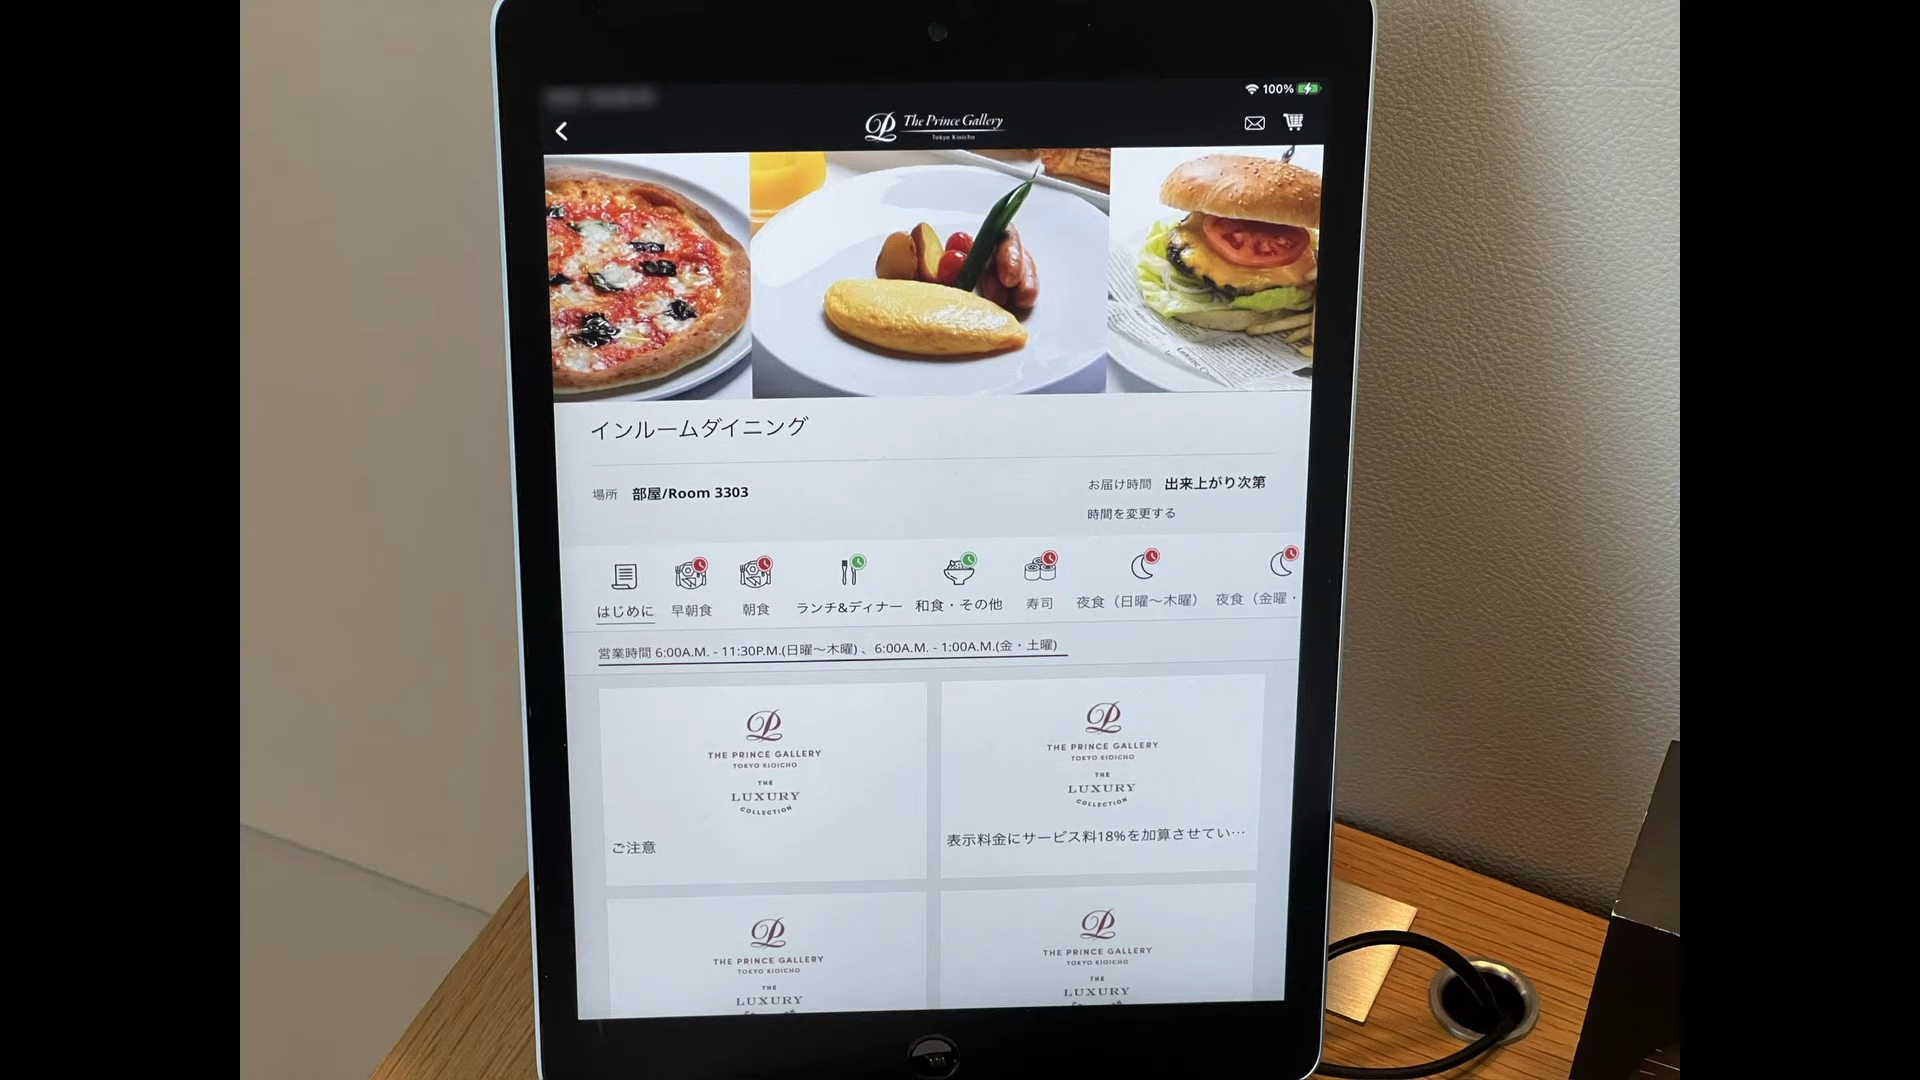 100%
The Prince Gallery
Tokyo Kioicho
インルームダイニング
場所 部屋/Room 3303
お届け時間 出来上がり次第
時間を変更する
はじめに 早朝食 朝食 ランチ&ディナー 和食・その他 寿司 夜食（日曜～木曜） 夜食（金曜・
営業時間 6:00A.M. - 11:30P.M.(日曜～木曜) 、6:00A.M. - 1:00A.M.(金・土曜)
THE PRINCE GALLERY
TOKYO KIOICHO
THE
LUXURY
COLLECTION
ご注意
THE PRINCE GALLERY
TOKYO KIOICHO
THE
LUXURY
COLLECTION
表示料金にサービス料18%を加算させてい…
THE PRINCE GALLERY
TOKYO KIOICHO
THE
LUXURY
THE PRINCE GALLERY
TOKYO KIOICHO
THE
LUXURY